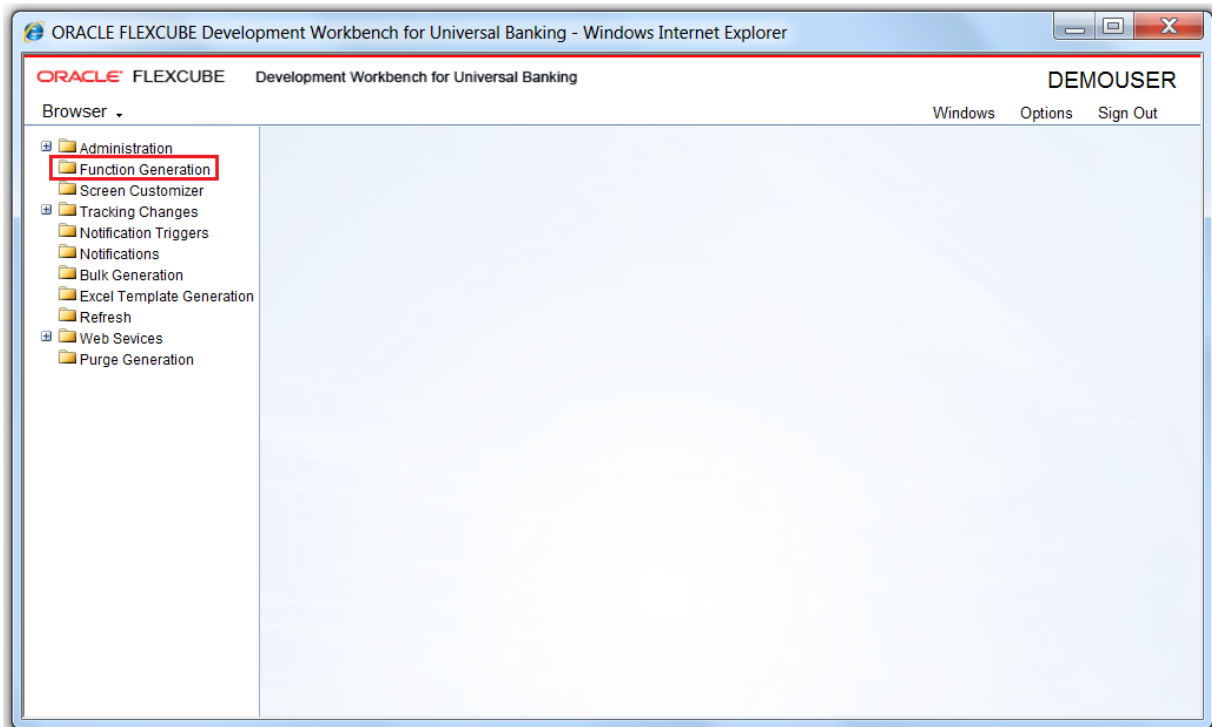 ORACLE FLEXCUBE Development Workbench for Universal Banking - Windows Internet Explorer
ORACLE FLEXCUBE Development Workbench for Universal Banking
DEMOUSER
Browser
Windows Options Sign Out
Administration
Function Generation
Screen Customizer
Tracking Changes
Notification Triggers
Notifications
Bulk Generation
Excel Template Generation
Refresh
Web Sevices
Purge Generation